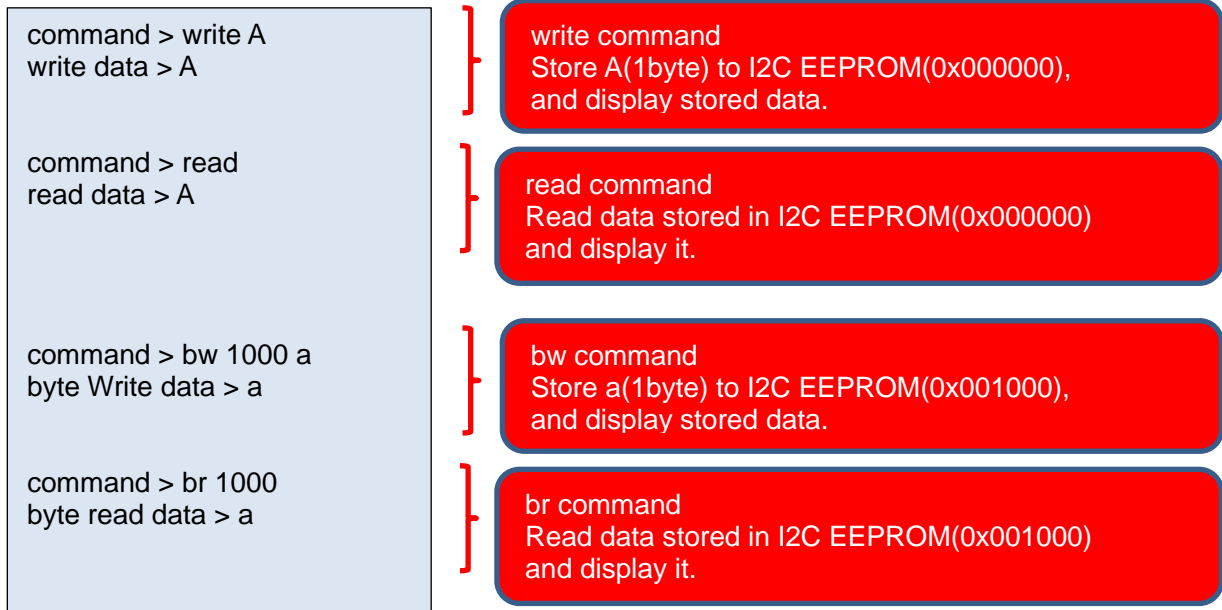 command > write A
write data > A
write command
Store A(1byte) to I2C EEPROM(0x000000),
and display stored data.
command > read
read data > A
read command
Read data stored in I2C EEPROM(0x000000)
and display it.
command > bw 1000 a
byte Write data > a
bw command
Store a(1byte) to I2C EEPROM(0x001000),
and display stored data.
command > br 1000
byte read data > a
br command
Read data stored in I2C EEPROM(0x001000)
and display it.